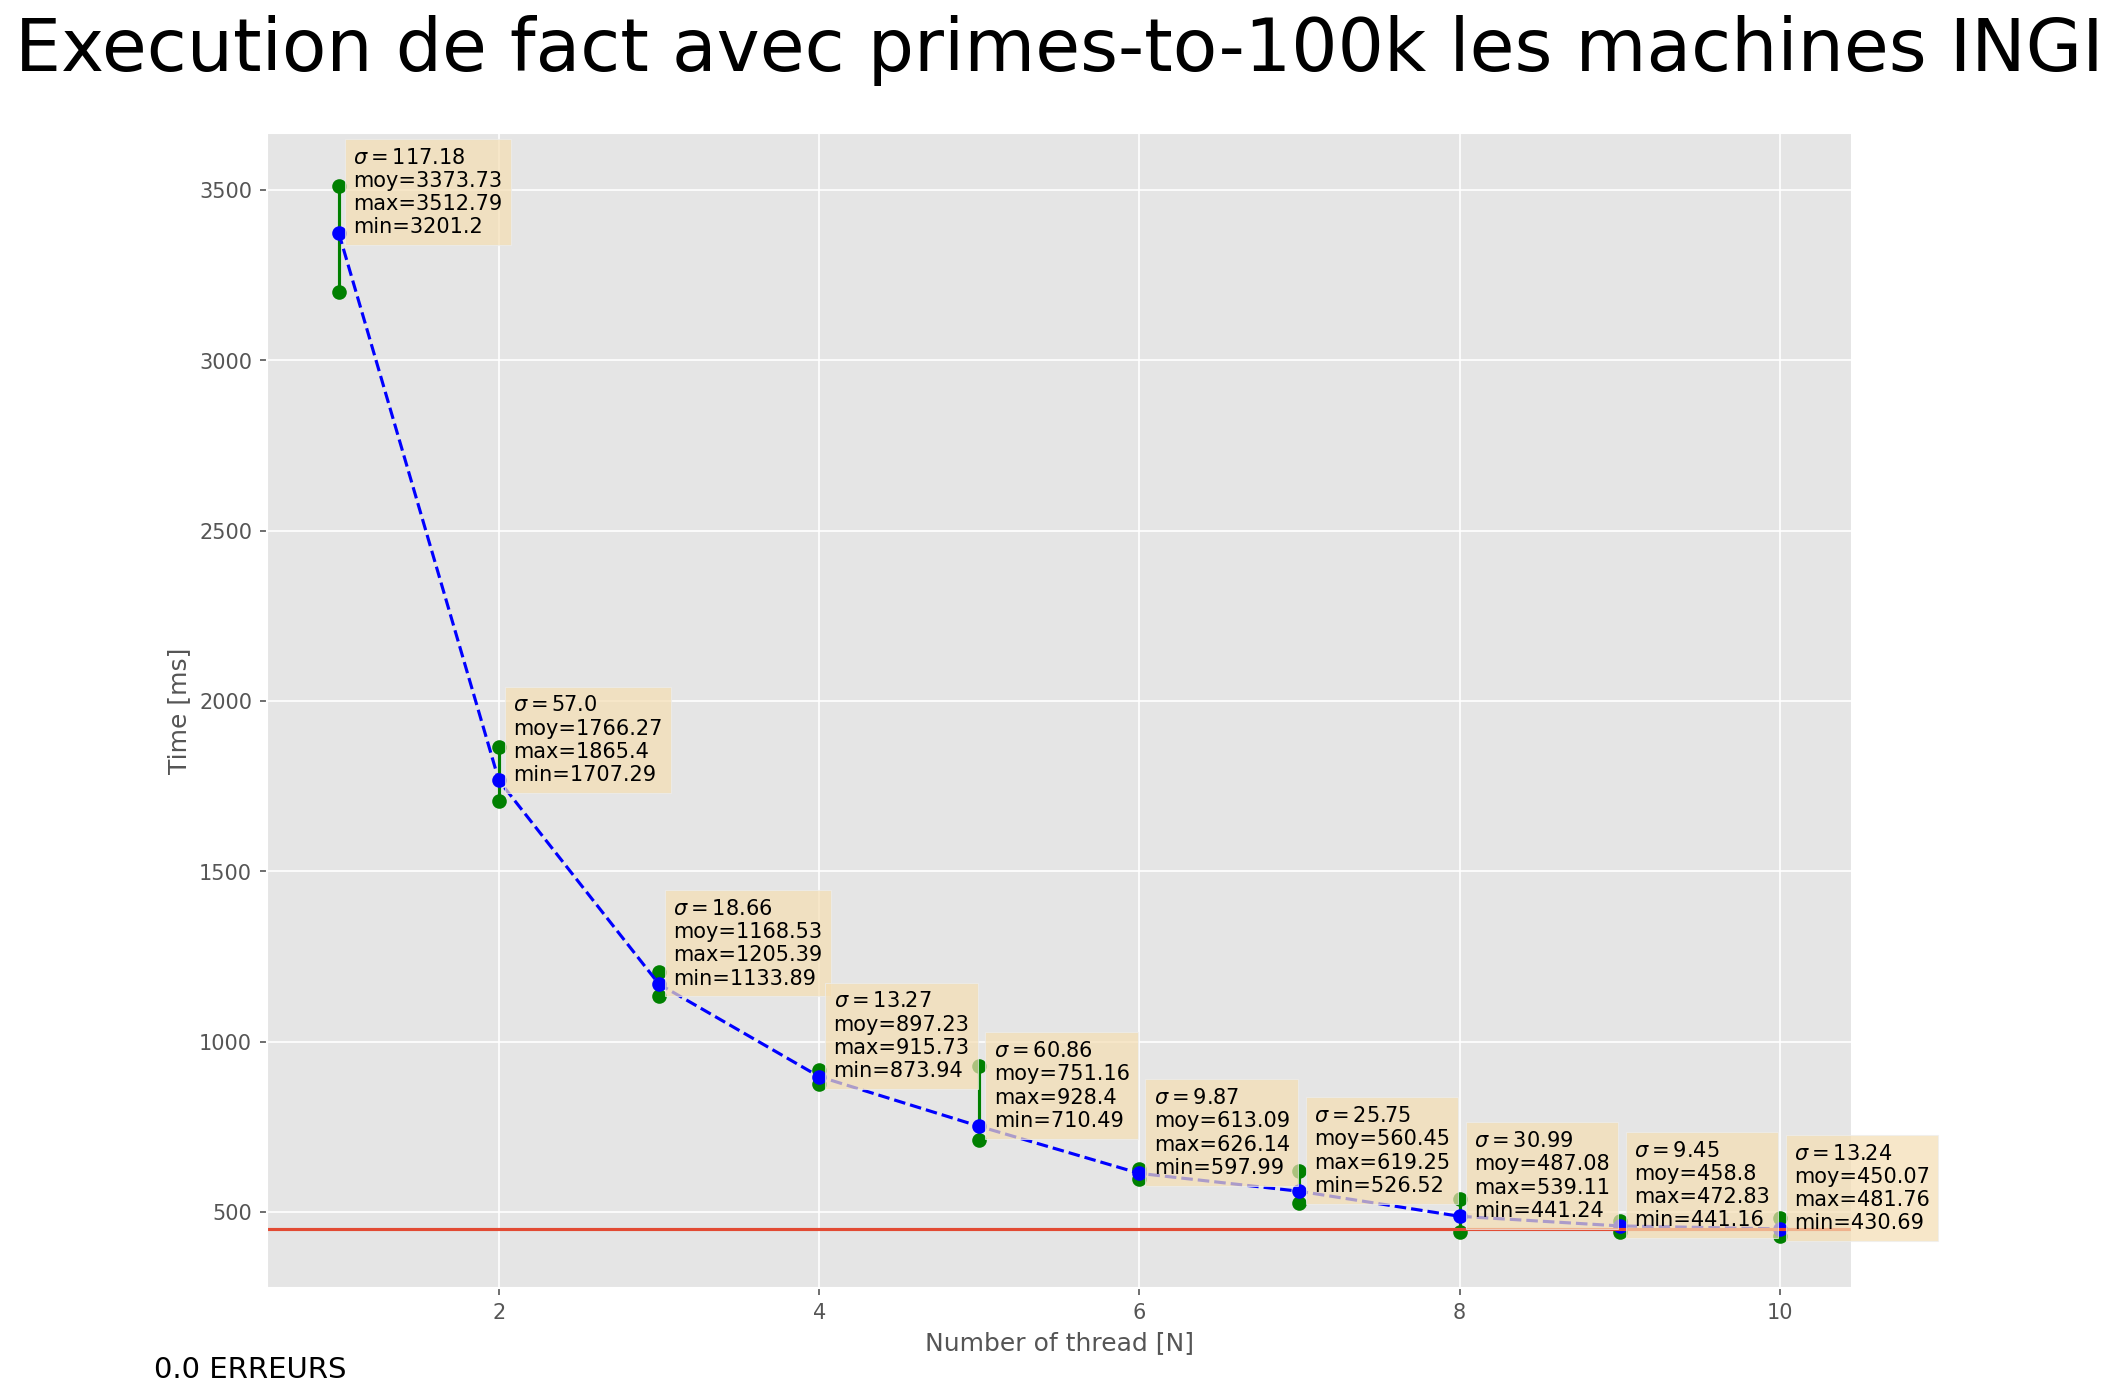 Execution de fact avec primes-to-100k les machines INGI
σ = 117.18
moy=3373.73
max=3512.79
min=3201.2
σ = 57.0
moy=1766.27
max=1865.4
min=1707.29
σ = 18.66
moy=1168.53
max=1205.39
min=1133.89
σ = 13.27
moy=897.23
max=915.73
min=873.94
σ = 60.86
moy=751.16
max=928.4
min=710.49
σ = 9.87
moy=613.09
max=626.14
min=597.99
σ = 25.75
moy=560.45
max=619.25
min=526.52
σ = 30.99
moy=487.08
max=539.11
min=441.24
σ = 9.45
moy=458.8
max=472.83
min=441.16
σ = 13.24
moy=450.07
max=481.76
min=430.69
3500
3000
2500
2000
1500
1000
500
Time [ms]
2 4 6 8 10
Number of thread [N]
0.0 ERREURS